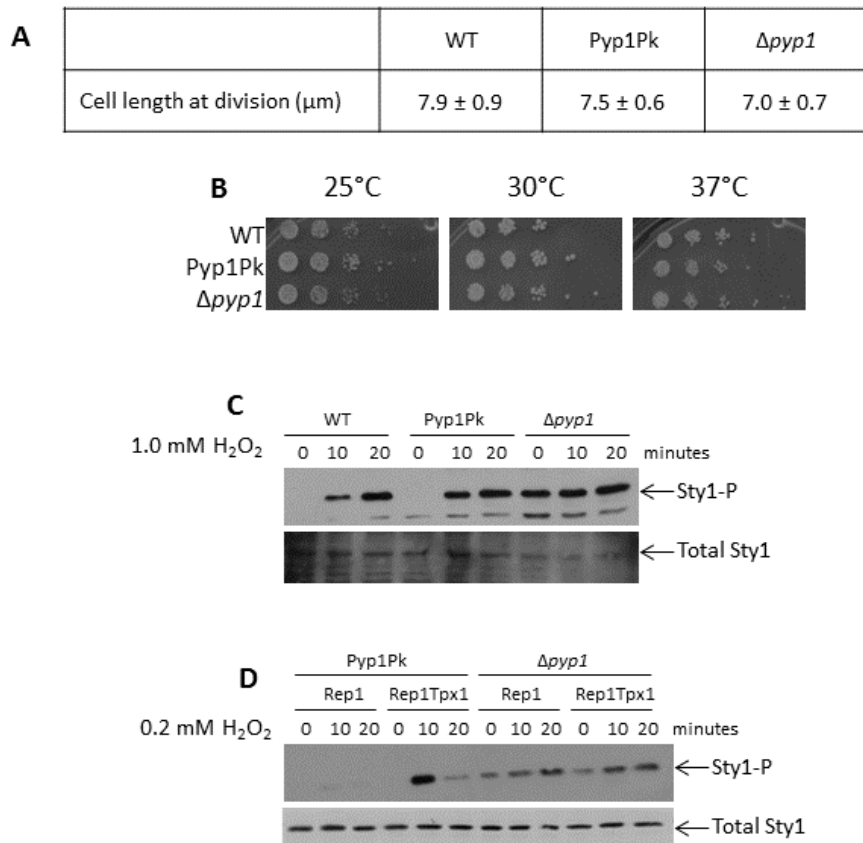 A
WT Pyp1Pk Δpyp1
Cell length at division (µm) 7.9 ± 0.9 7.5 ± 0.6 7.0 ± 0.7
B
25°C 30°C 37°C
WT
Pyp1Pk
Δpyp1
C
WT Pyp1Pk Δpyp1
1.0 mM H₂O₂ 0 10 20 0 10 20 0 10 20 minutes
Sty1-P
Total Sty1
D
Pyp1Pk Δpyp1
Rep1 Rep1Tpx1 Rep1 Rep1Tpx1
0.2 mM H₂O₂ 0 10 20 0 10 20 0 10 20 0 10 20 minutes
Sty1-P
Total Sty1